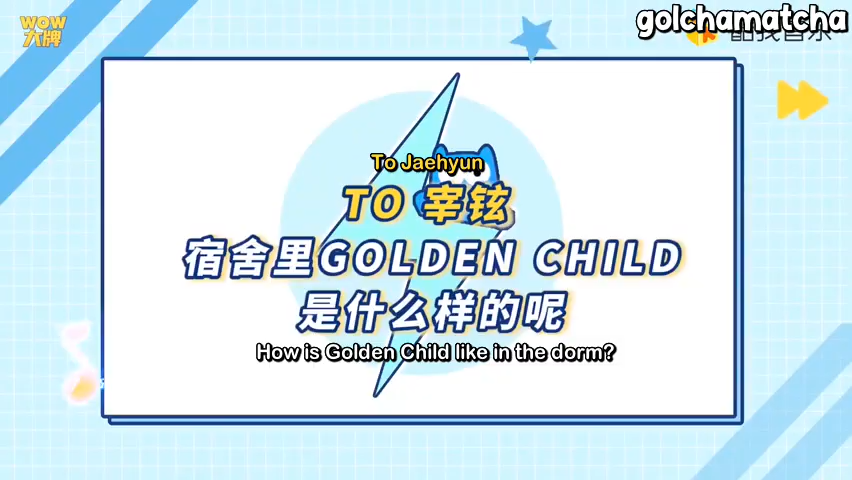 WOW
大牌
golchamatcha
To Jaehyun
TO 宰铉
宿舍里GOLDEN CHILD
是什么样的呢
How is Golden Child like in the dorm?